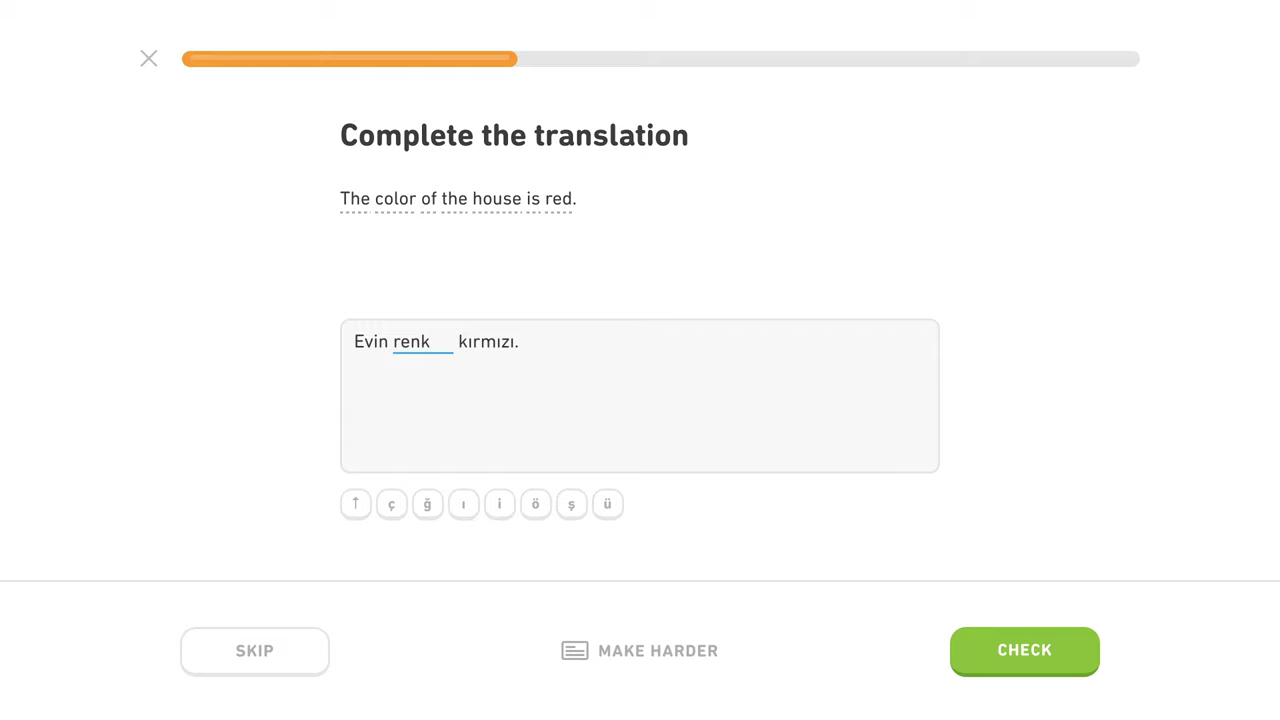 Complete the translation
The color of the house is red.
Evin renk kırmızı.
↑ ç ğ ı i ö ş ü
SKIP
MAKE HARDER
CHECK